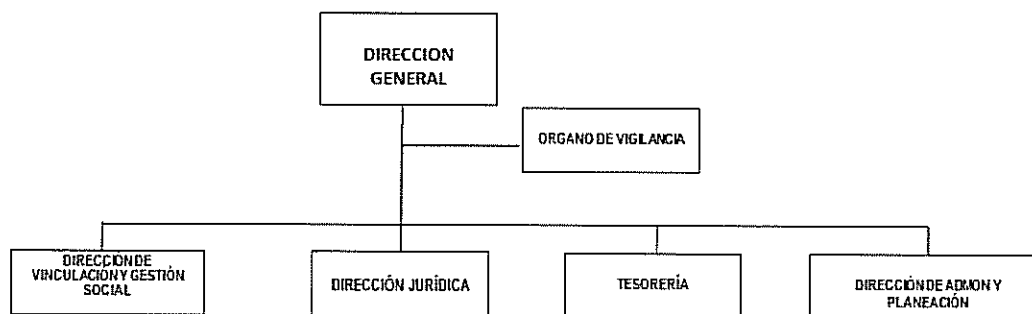 DIRECCION
GENERAL
ORGANO DE VIGILANCIA
DIRECCIÓN DE
VINCULACIÓN Y GESTIÓN
SOCIAL
DIRECCIÓN JURÍDICA
TESORERÍA
DIRECCIÓN DE ADMON Y
PLANEACIÓN